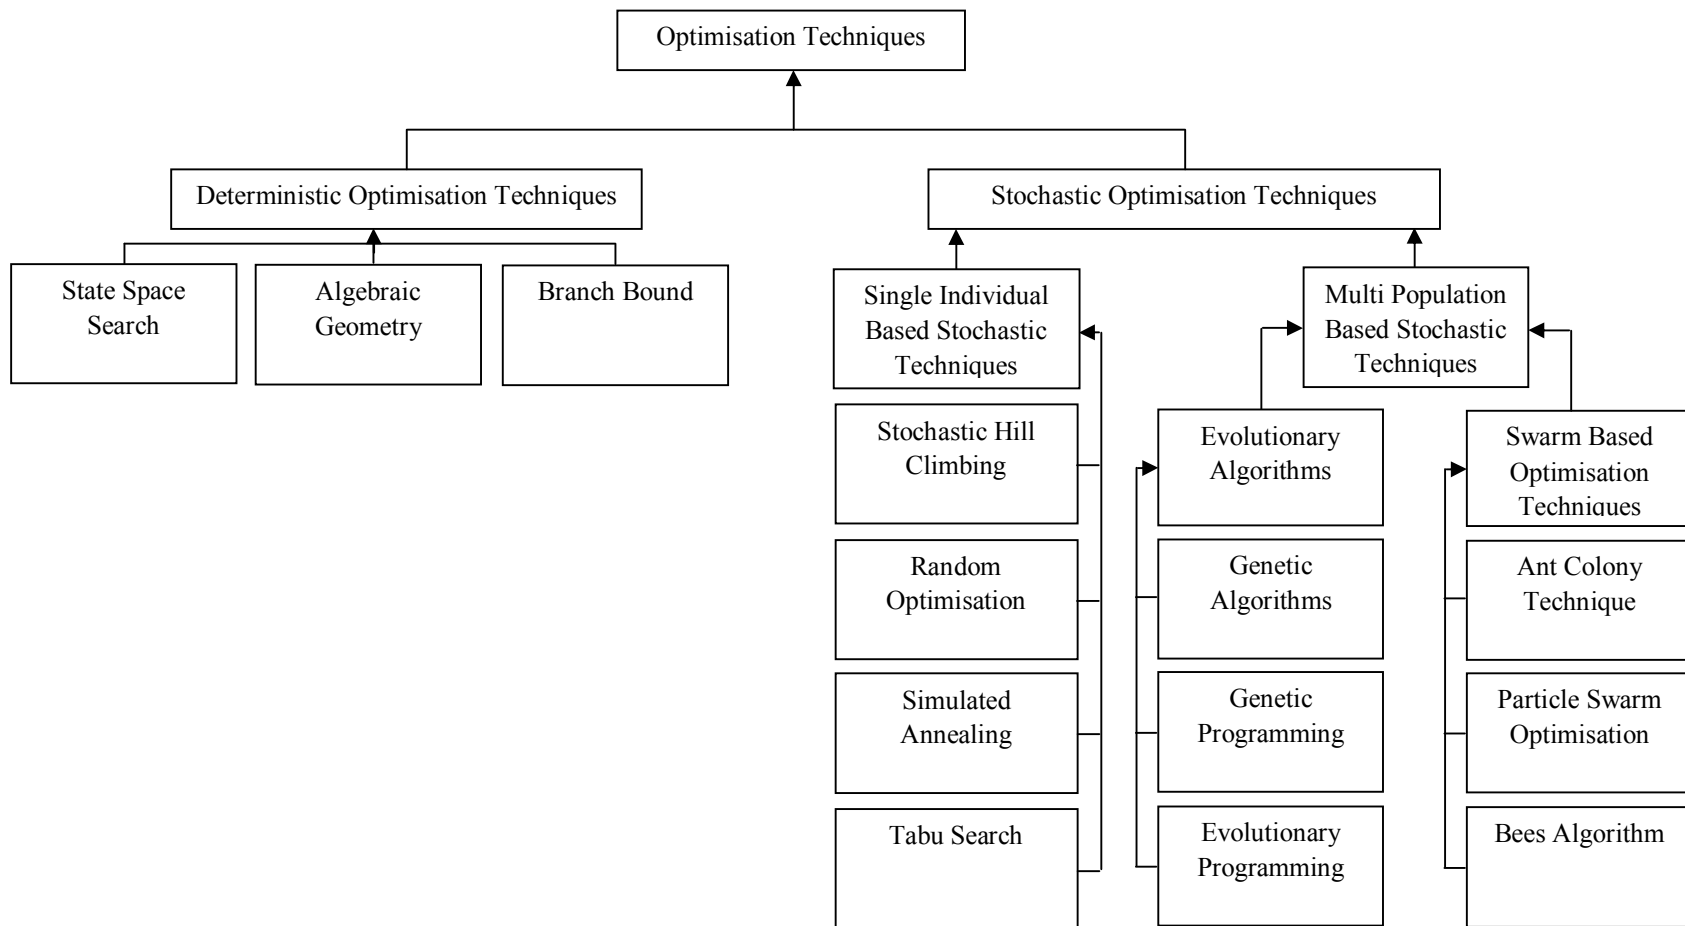 Optimisation Techniques
Deterministic Optimisation Techniques
Stochastic Optimisation Techniques
State Space
Search
Algebraic
Geometry
Branch Bound
Single Individual
Based Stochastic
Techniques
Multi Population
Based Stochastic
Techniques
Stochastic Hill
Climbing
Evolutionary
Algorithms
Swarm Based
Optimisation
Techniques
Random
Optimisation
Genetic
Algorithms
Ant Colony
Technique
Simulated
Annealing
Genetic
Programming
Particle Swarm
Optimisation
Tabu Search
Evolutionary
Programming
Bees Algorithm